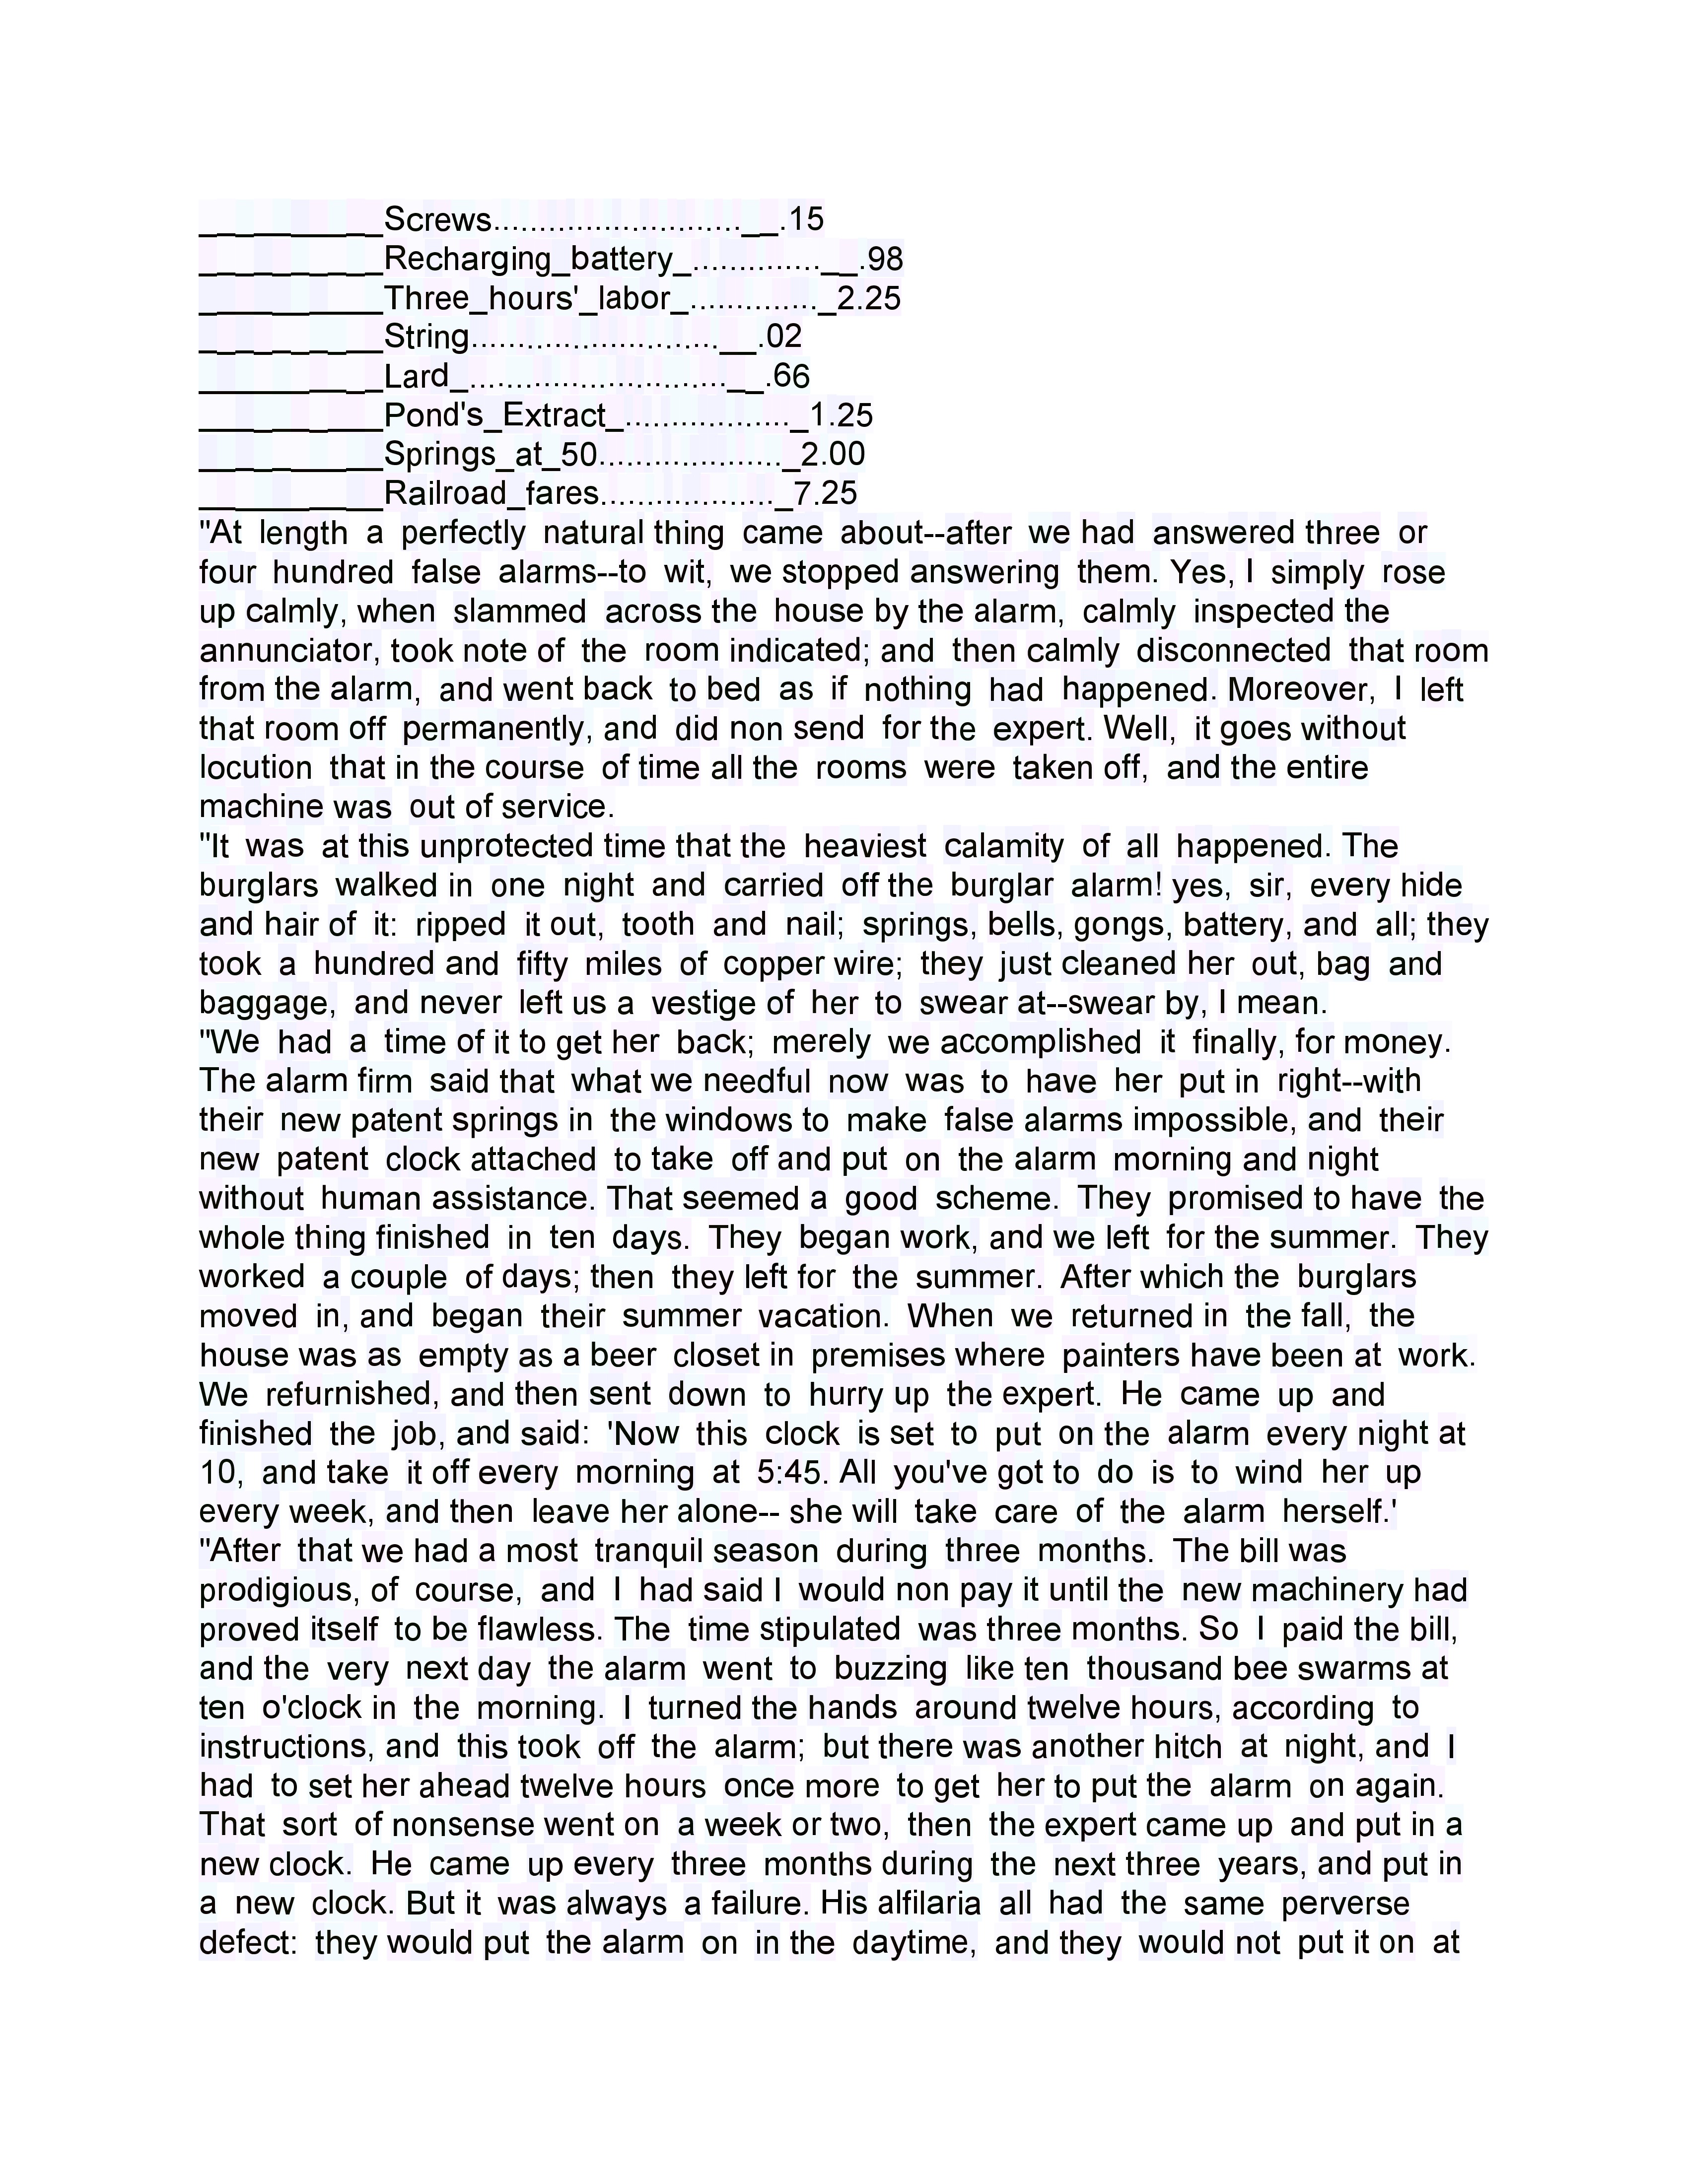 __________Screws............................__.15
__________Recharging_battery_..............__.98
__________Three_hours'_labor_.............._2.25
__________String............................__.02
__________Lard_............................__.66
__________Pond's_Extract_.................._1.25
__________Springs_at_50...................._2.00
__________Railroad_fares..................._7.25
"At length a perfectly natural thing came about--after we had answered three or
four hundred false alarms--to wit, we stopped answering them. Yes, I simply rose
up calmly, when slammed across the house by the alarm, calmly inspected the
annunciator, took note of the room indicated; and then calmly disconnected that room
from the alarm, and went back to bed as if nothing had happened. Moreover, I left
that room off permanently, and did non send for the expert. Well, it goes without
locution that in the course of time all the rooms were taken off, and the entire
machine was out of service.
"It was at this unprotected time that the heaviest calamity of all happened. The
burglars walked in one night and carried off the burglar alarm! yes, sir, every hide
and hair of it: ripped it out, tooth and nail; springs, bells, gongs, battery, and all; they
took a hundred and fifty miles of copper wire; they just cleaned her out, bag and
baggage, and never left us a vestige of her to swear at--swear by, I mean.
"We had a time of it to get her back; merely we accomplished it finally, for money.
The alarm firm said that what we needful now was to have her put in right--with
their new patent springs in the windows to make false alarms impossible, and their
new patent clock attached to take off and put on the alarm morning and night
without human assistance. That seemed a good scheme. They promised to have the
whole thing finished in ten days. They began work, and we left for the summer. They
worked a couple of days; then they left for the summer. After which the burglars
moved in, and began their summer vacation. When we returned in the fall, the
house was as empty as a beer closet in premises where painters have been at work.
We refurnished, and then sent down to hurry up the expert. He came up and
finished the job, and said: 'Now this clock is set to put on the alarm every night at
10, and take it off every morning at 5:45. All you've got to do is to wind her up
every week, and then leave her alone-- she will take care of the alarm herself.'
"After that we had a most tranquil season during three months. The bill was
prodigious, of course, and I had said I would non pay it until the new machinery had
proved itself to be flawless. The time stipulated was three months. So I paid the bill,
and the very next day the alarm went to buzzing like ten thousand bee swarms at
ten o'clock in the morning. I turned the hands around twelve hours, according to
instructions, and this took off the alarm; but there was another hitch at night, and I
had to set her ahead twelve hours once more to get her to put the alarm on again.
That sort of nonsense went on a week or two, then the expert came up and put in a
new clock. He came up every three months during the next three years, and put in
a new clock. But it was always a failure. His alfilaria all had the same perverse
defect: they would put the alarm on in the daytime, and they would not put it on at